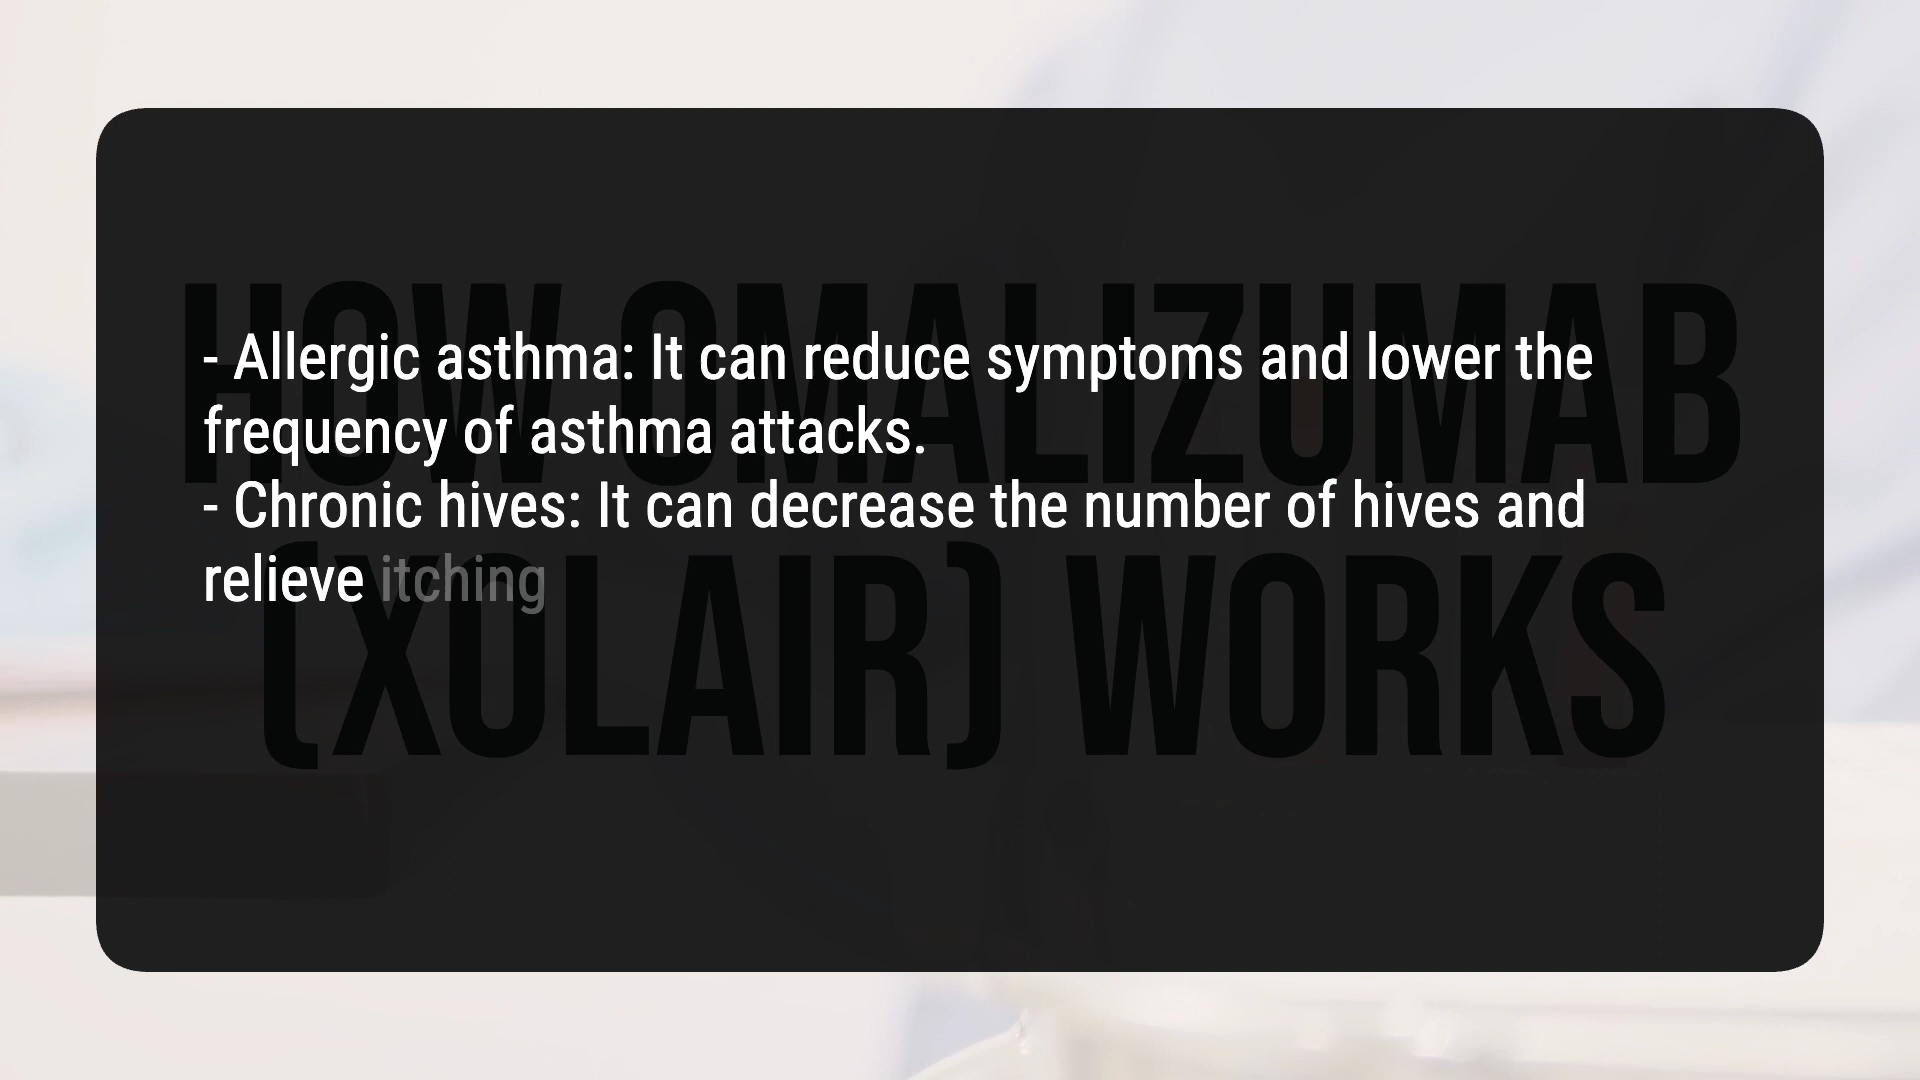 HOW OMALIZUMAB
(XOLAIR) WORKS
- Allergic asthma: It can reduce symptoms and lower the
frequency of asthma attacks.
- Chronic hives: It can decrease the number of hives and
relieve itching